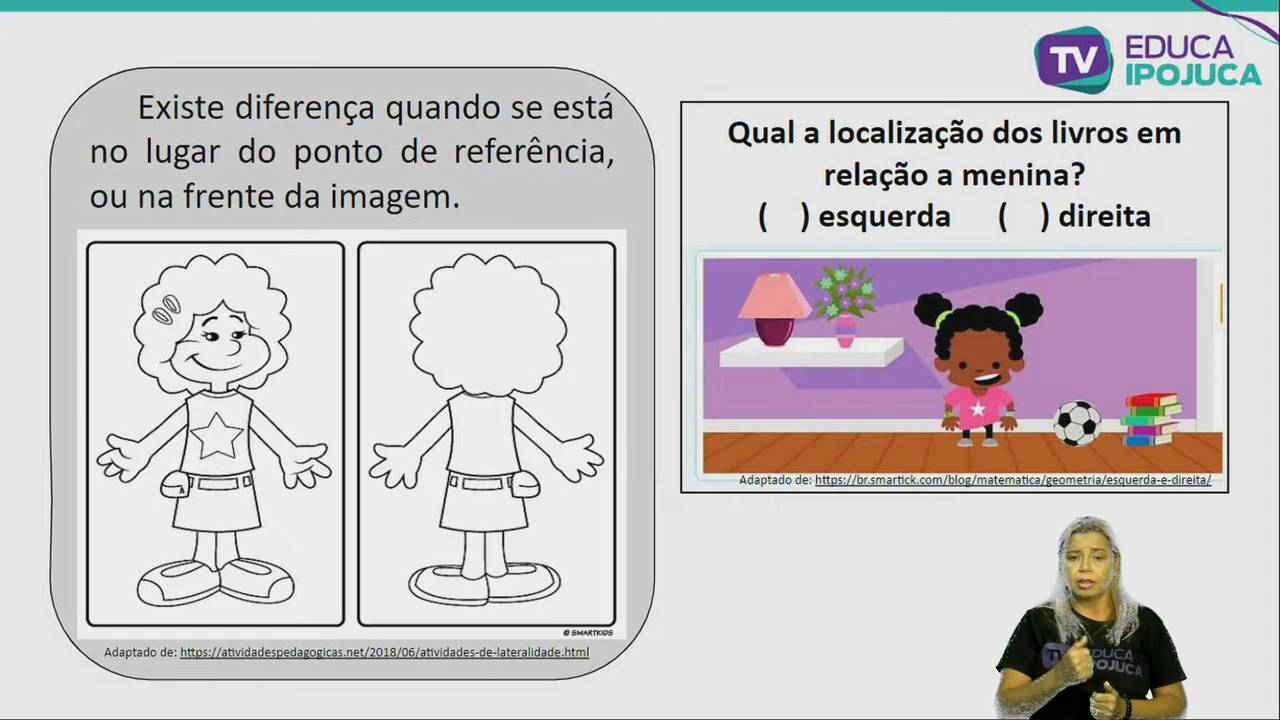 TV EDUCA
IPOJUCA
Existe diferença quando se está
no lugar do ponto de referência,
ou na frente da imagem.
© SMARTKIDS
Adaptado de: https://atividadespedagogicas.net/2018/06/atividades-de-lateralidade.html
Qual a localização dos livros em
relação a menina?
( ) esquerda ( ) direita
Adaptado de: https://br.smartick.com/blog/matematica/geometria/esquerda-e-direita/
TV EDUCA
IPOJUCA